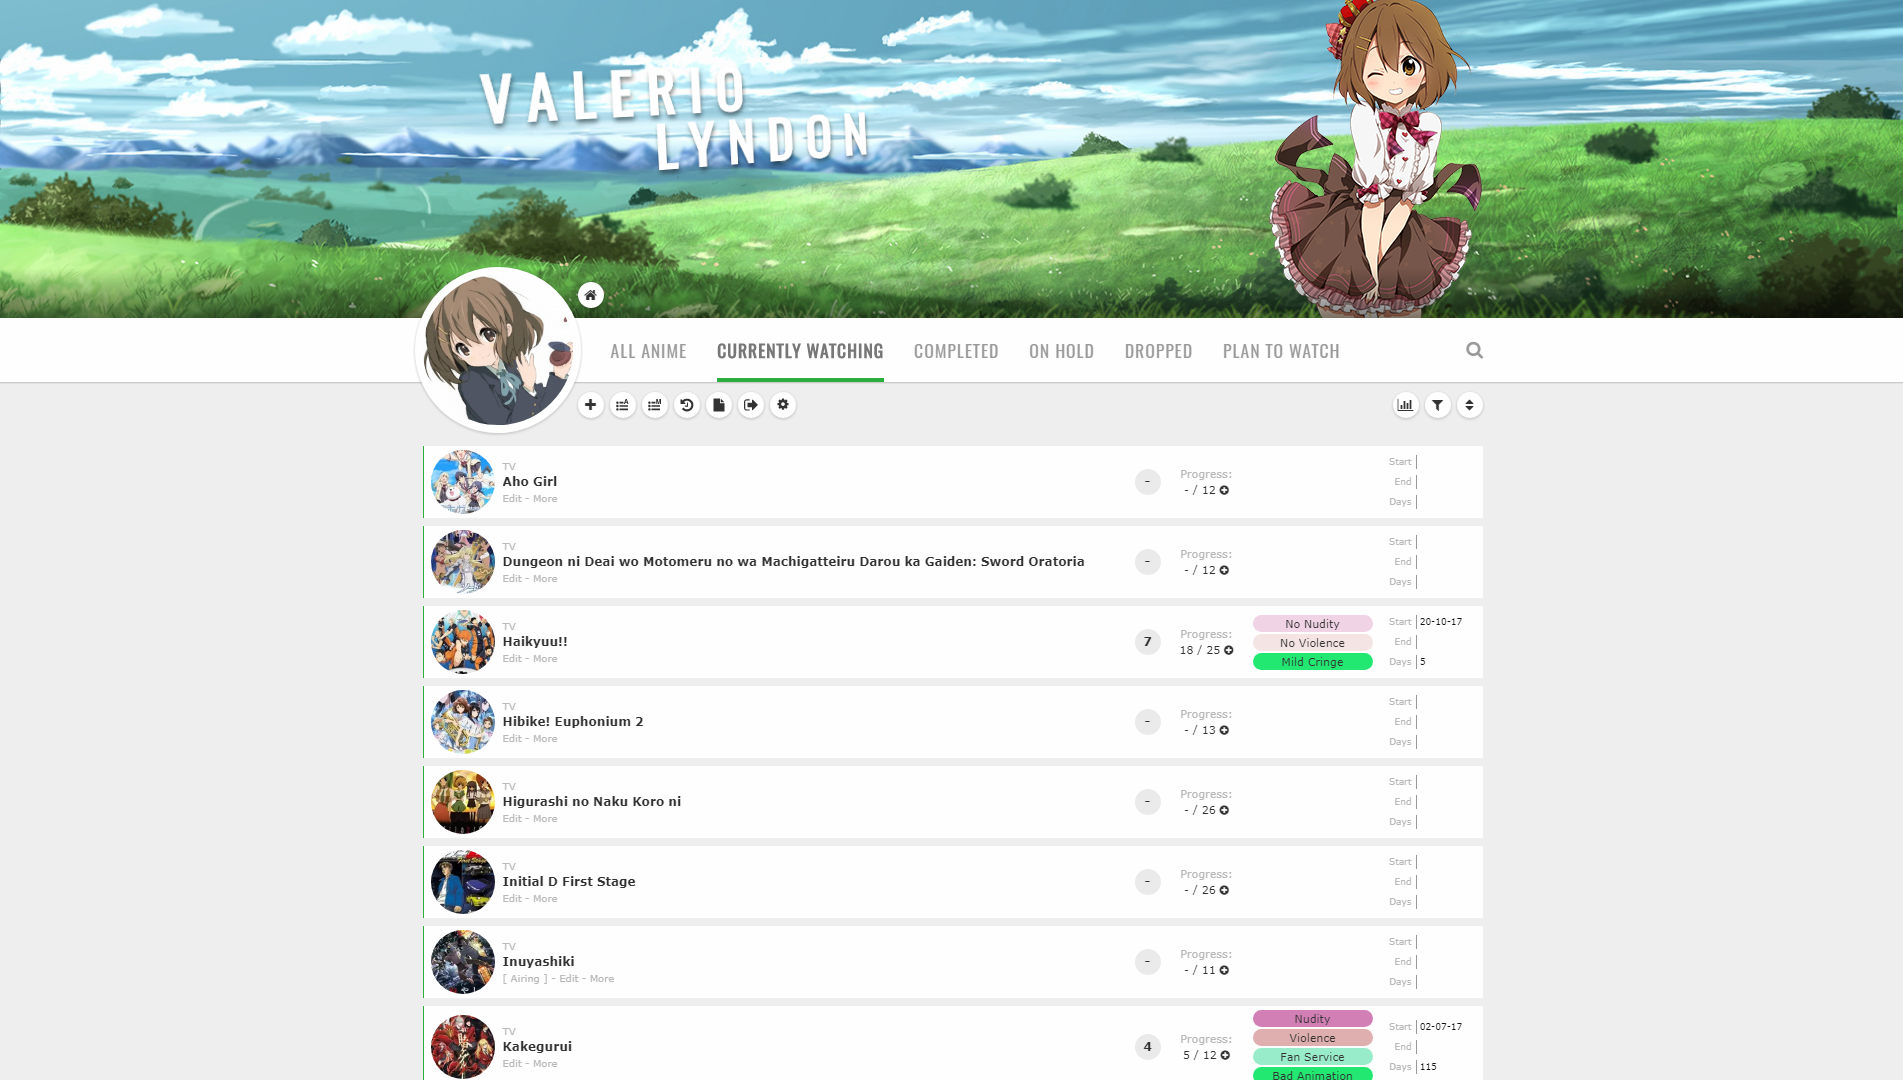 VALERIO
LYNDON
ALL ANIME CURRENTLY WATCHING COMPLETED ON HOLD DROPPED PLAN TO WATCH
TV
Aho Girl
Edit - More
-
Progress:
- / 12
Start
End
Days
TV
Dungeon ni Deai wo Motomeru no wa Machigatteiru Darou ka Gaiden: Sword Oratoria
Edit - More
-
Progress:
- / 12
Start
End
Days
TV
Haikyuu!!
Edit - More
7
Progress:
18 / 25
No Nudity
No Violence
Mild Cringe
Start 20-10-17
End
Days 5
TV
Hibike! Euphonium 2
Edit - More
-
Progress:
- / 13
Start
End
Days
TV
Higurashi no Naku Koro ni
Edit - More
-
Progress:
- / 26
Start
End
Days
TV
Initial D First Stage
Edit - More
-
Progress:
- / 26
Start
End
Days
TV
Inuyashiki
[ Airing ] - Edit - More
-
Progress:
- / 11
Start
End
Days
TV
Kakegurui
Edit - More
4
Progress:
5 / 12
Nudity
Violence
Fan Service
Bad Animation
Start 02-07-17
End
Days 115